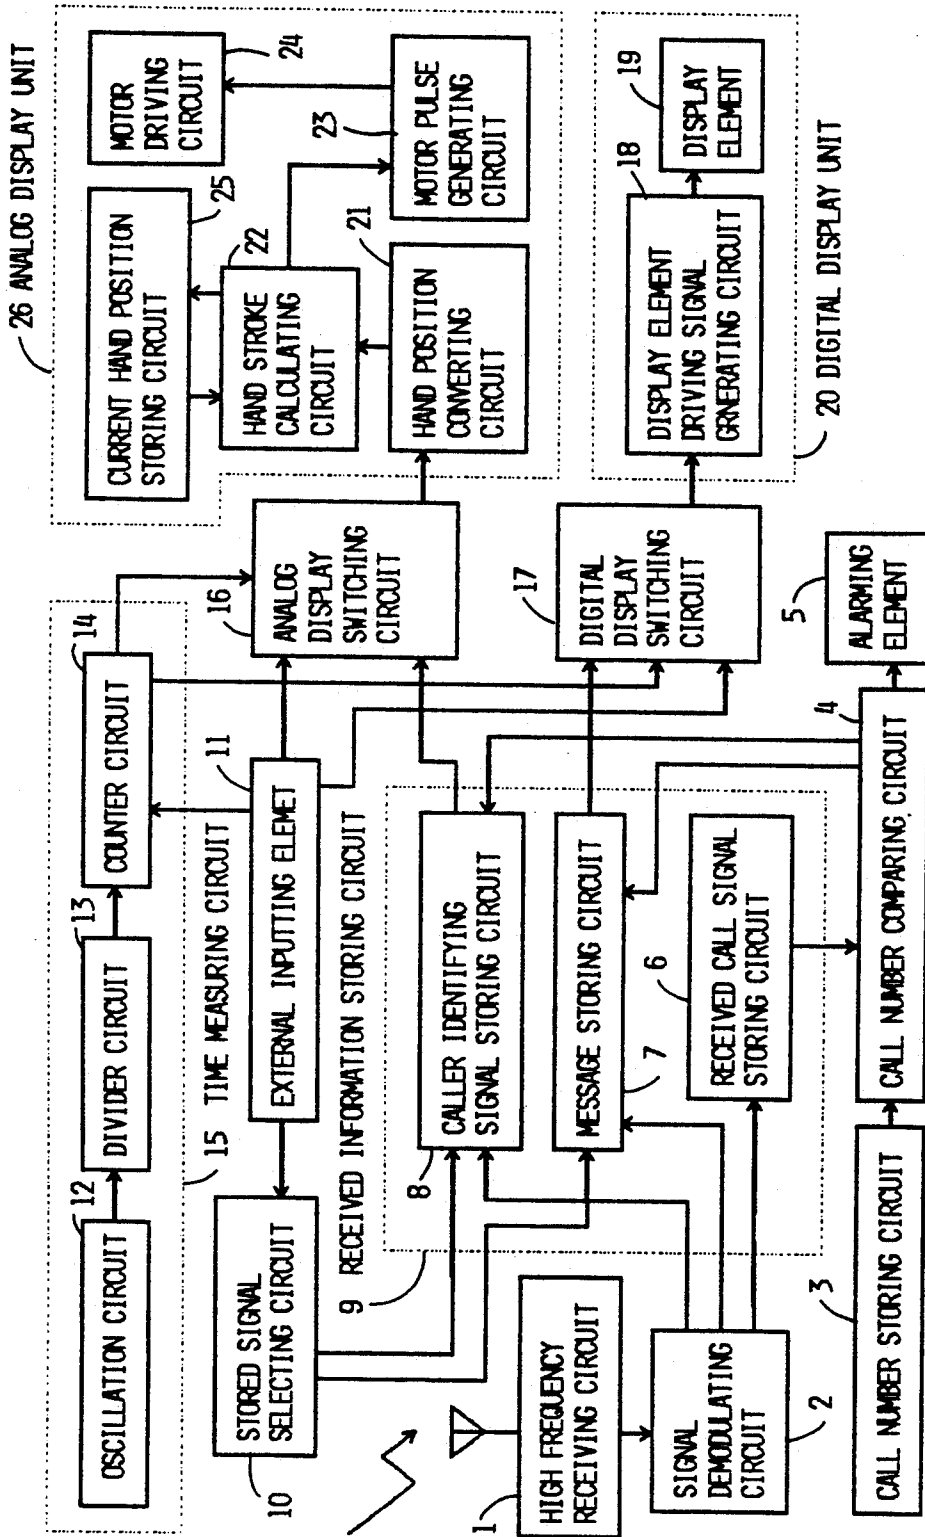 26 ANALOG DISPLAY UNIT
12
OSCILLATION CIRCUIT
13
DIVIDER CIRCUIT
14
COUNTER CIRCUIT
15
TIME MEASURING CIRCUIT
CURRENT HAND POSITION
STORING CIRCUIT
25
MOTOR
DRIVING
CIRCUIT
24
10
STORED SIGNAL
SELECTING CIRCUIT
11
EXTERNAL INPUTTING ELEMET
16
ANALOG
DISPLAY
SWITCHING
CIRCUIT
22
HAND STROKE
CALCULATING
CIRCUIT
21
HAND POSITION
CONVERTING
CIRCUIT
23
MOTOR PULSE
GENERATING
CIRCUIT
9
RECEIVED INFORMATION STORING CIRCUIT
8
CALLER IDENTIFYING
SIGNAL STORING CIRCUIT
MESSAGE STORING CIRCUIT
7
6
RECEIVED CALL SIGNAL
STORING CIRCUIT
17
DIGITAL
DISPLAY
SWITCHING
CIRCUIT
18
DISPLAY ELEMENT
DRIVING SIGNAL
GRNERATING CIRCUIT
19
DISPLAY
ELEMENT
20 DIGITAL DISPLAY UNIT
1
HIGH FREQUENCY
RECEIVING CIRCUIT
SIGNAL
DEMODULATING
CIRCUIT
2
3
CALL NUMBER STORING CIRCUIT
4
CALL NUMBER COMPARING CIRCUIT
5
ALARMING
ELEMENT